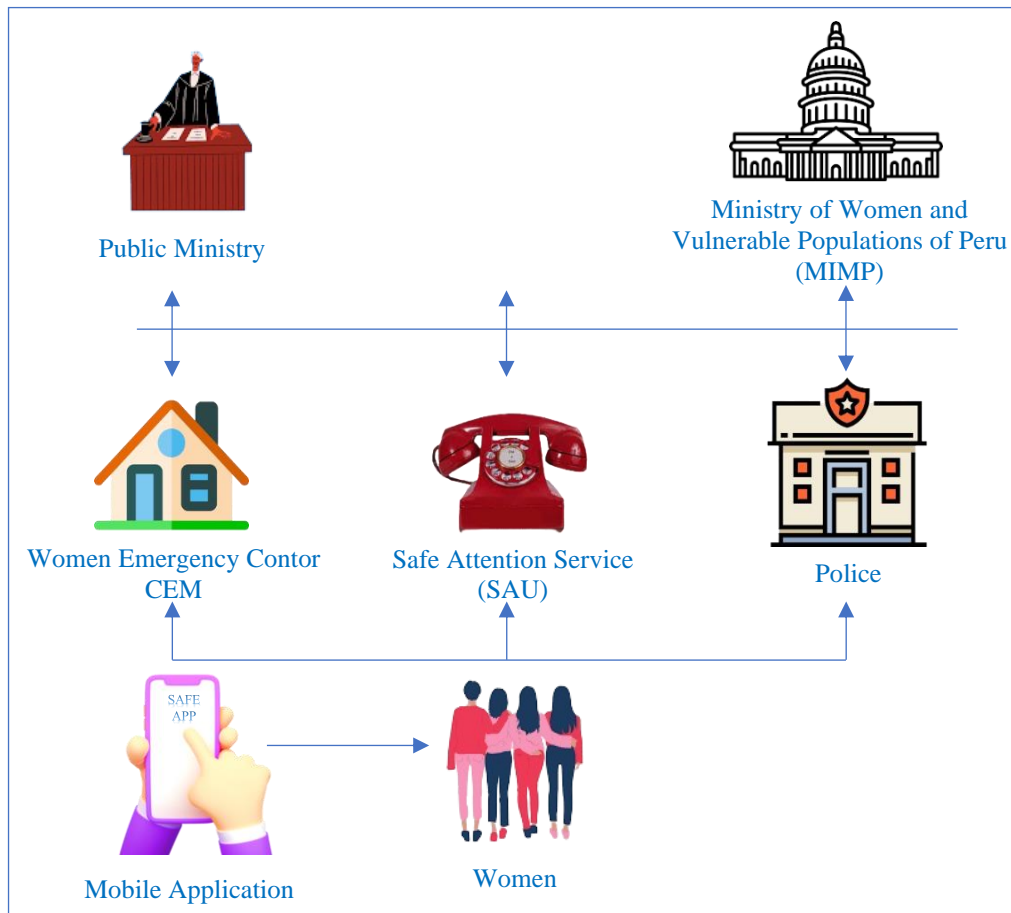 Public Ministry
Ministry of Women and
Vulnerable Populations of Peru
(MIMP)
Women Emergency Contor
CEM
Safe Attention Service
(SAU)
Police
SAFE
APP
Mobile Application
Women